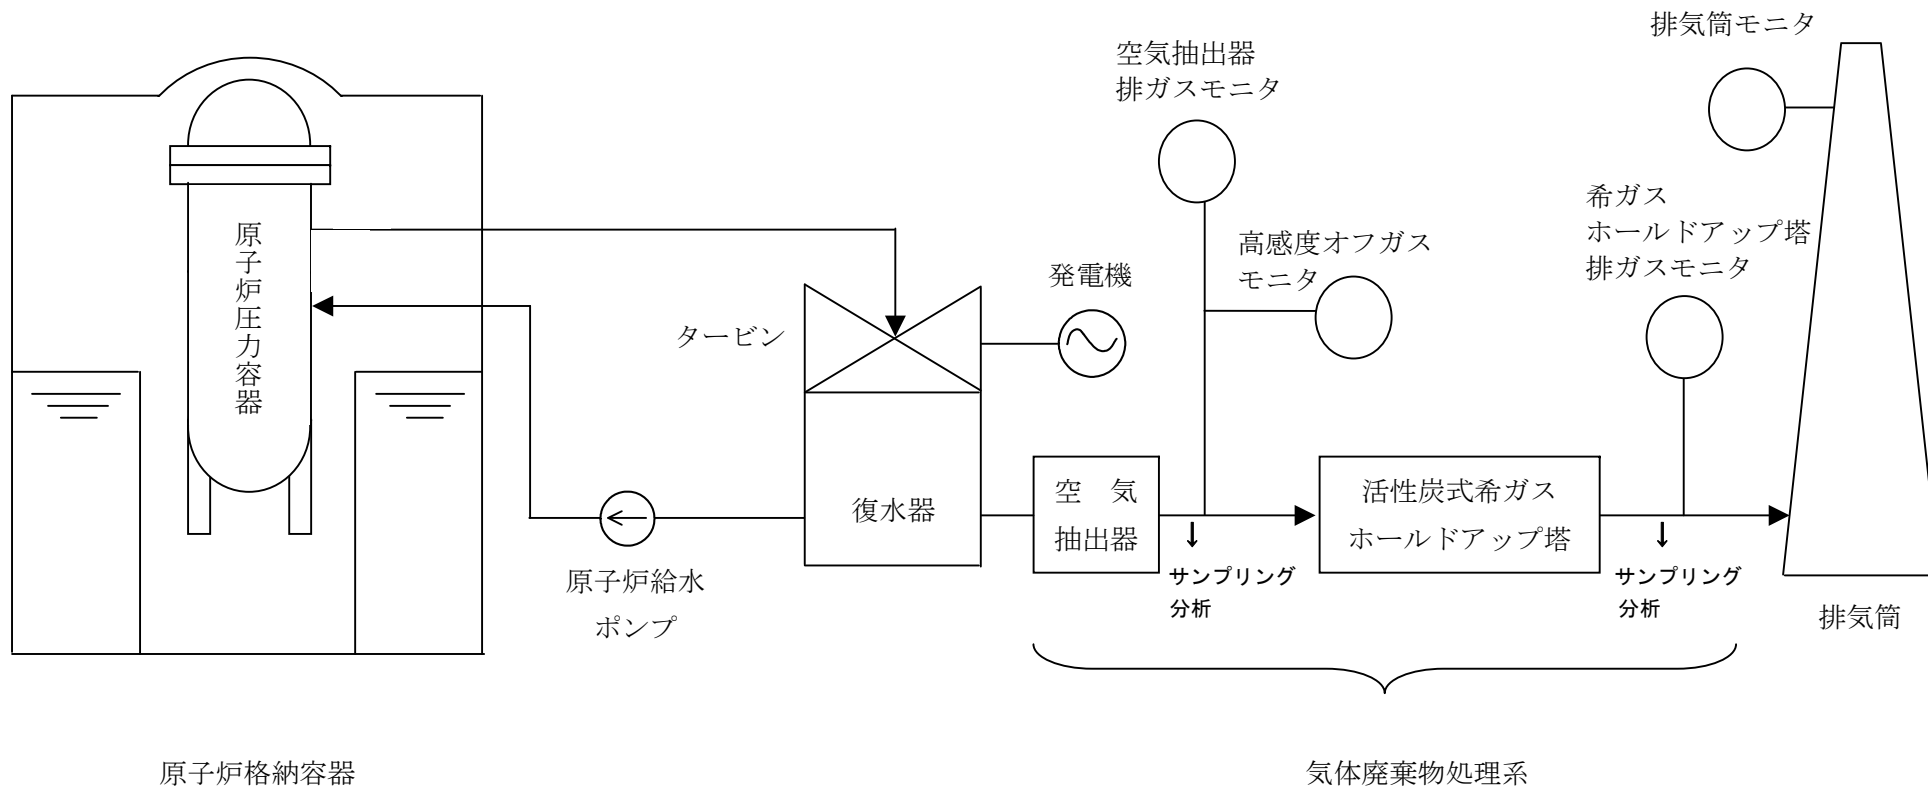 排気筒モニタ
空気抽出器
排ガスモニタ
希ガス
ホールドアップ塔
排ガスモニタ
高感度オフガス
モニタ
発電機
原子炉圧力容器
タービン
復水器
空 気
抽出器
活性炭式希ガス
ホールドアップ塔
サンプリング
分析
サンプリング
分析
原子炉給水
ポンプ
排気筒
原子炉格納容器
気体廃棄物処理系